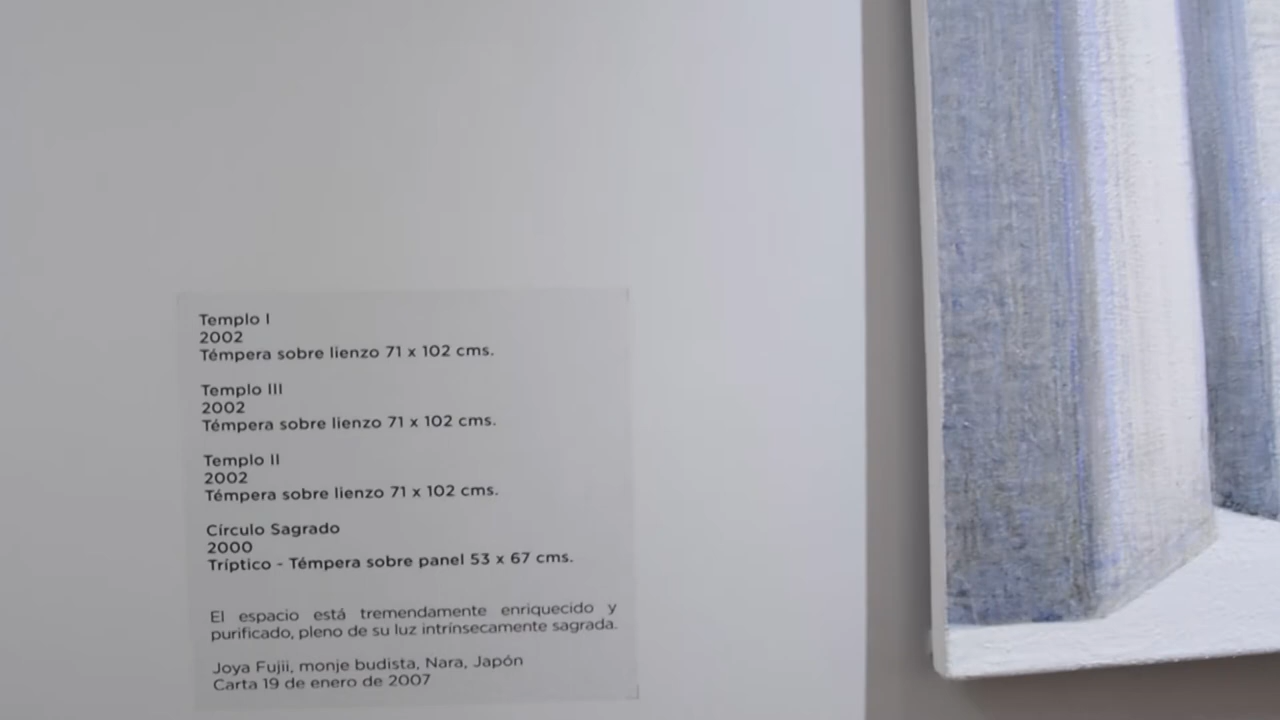 Templo I
2002
Témpera sobre lienzo 71 x 102 cms.
Templo III
2002
Témpera sobre lienzo 71 x 102 cms.
Templo II
2002
Témpera sobre lienzo 71 x 102 cms.
Círculo Sagrado
2000
Tríptico - Témpera sobre panel 53 x 67 cms.
El espacio está tremendamente enriquecido y
purificado, pleno de su luz intrínsecamente sagrada.
Joya Fujii, monje budista, Nara, Japón
Carta 19 de enero de 2007